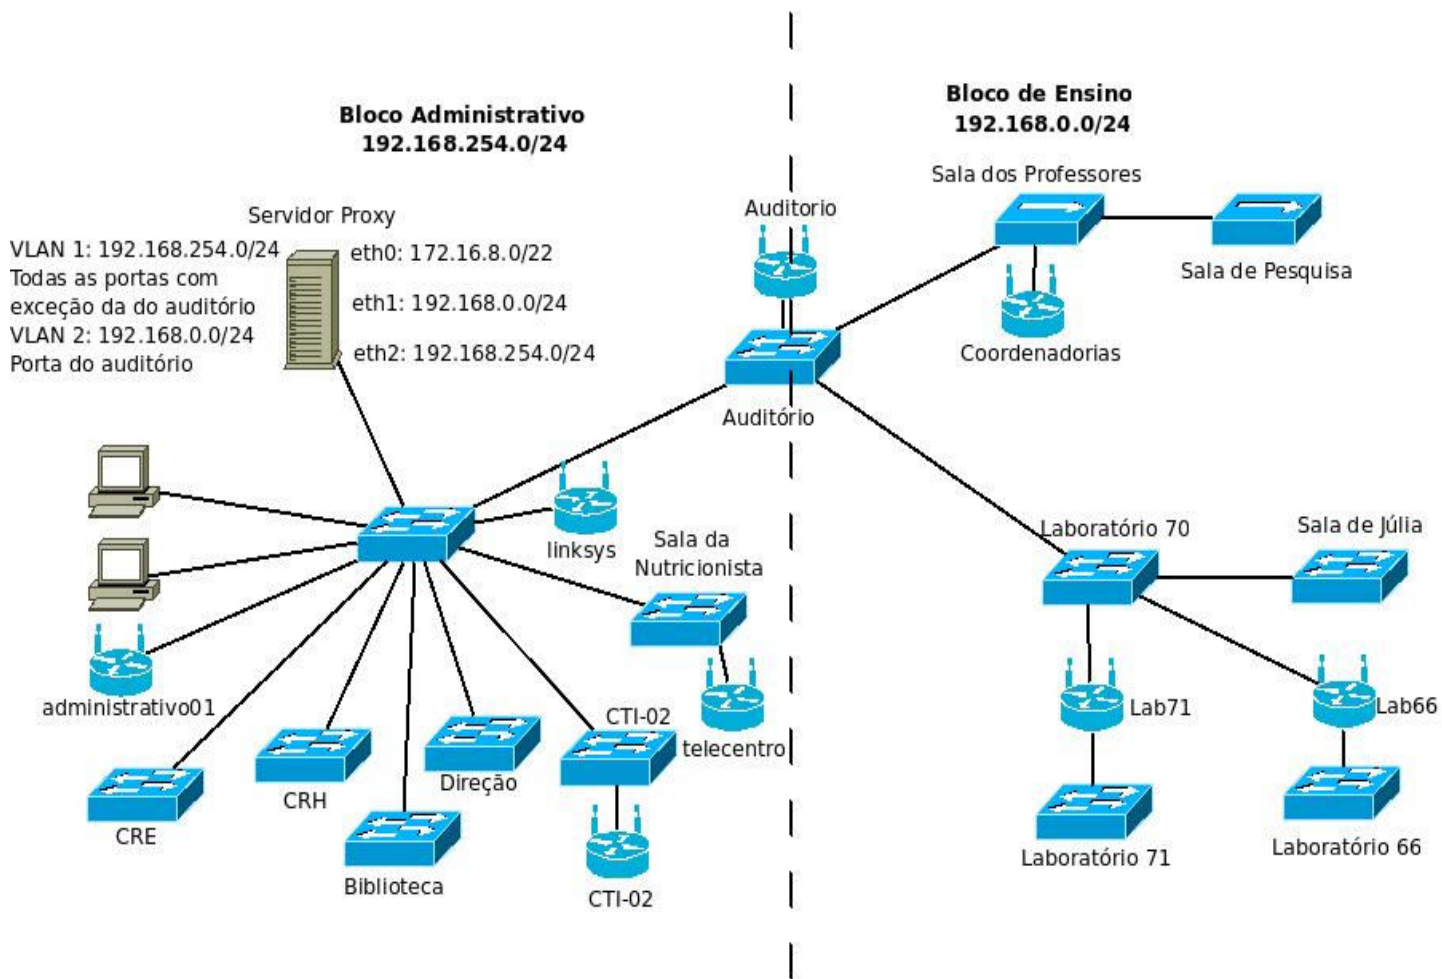 Bloco Administrativo
192.168.254.0/24
Bloco de Ensino
192.168.0.0/24
Servidor Proxy
VLAN 1: 192.168.254.0/24
Todas as portas com
exceção da do auditório
VLAN 2: 192.168.0.0/24
Porta do auditório
eth0: 172.16.8.0/22
eth1: 192.168.0.0/24
eth2: 192.168.254.0/24
Auditorio
Auditório
Sala dos Professores
Sala de Pesquisa
Coordenadorias
linksys
Sala da
Nutricionista
telecentro
administrativo01
CRE
CRH
Biblioteca
Direção
CTI-02
CTI-02
Laboratório 70
Sala de Júlia
Lab71
Lab66
Laboratório 71
Laboratório 66